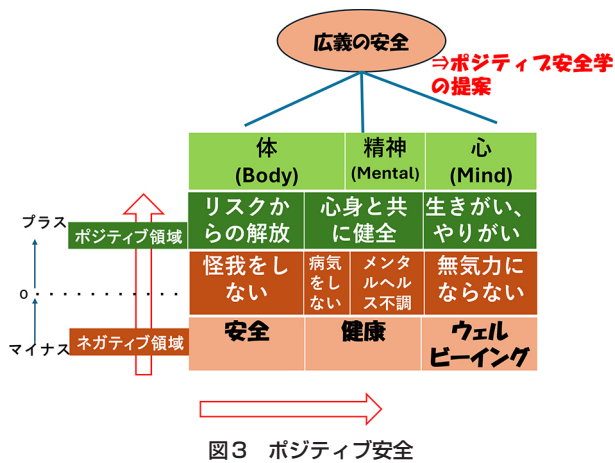 広義の安全
⇒ポジティブ安全学
の提案
体
(Body)
精神
(Mental)
心
(Mind)
プラス
ポジティブ領域
リスクか
らの解放
心身と共
に健全
生きがい、
やりがい
0
怪我をし
ない
病気
をし
ない
メンタ
ルヘル
ス不調
無気力に
ならない
マイナス
ネガティブ領域
安全
健康
ウェル
ビーイング
図3 ポジティブ安全